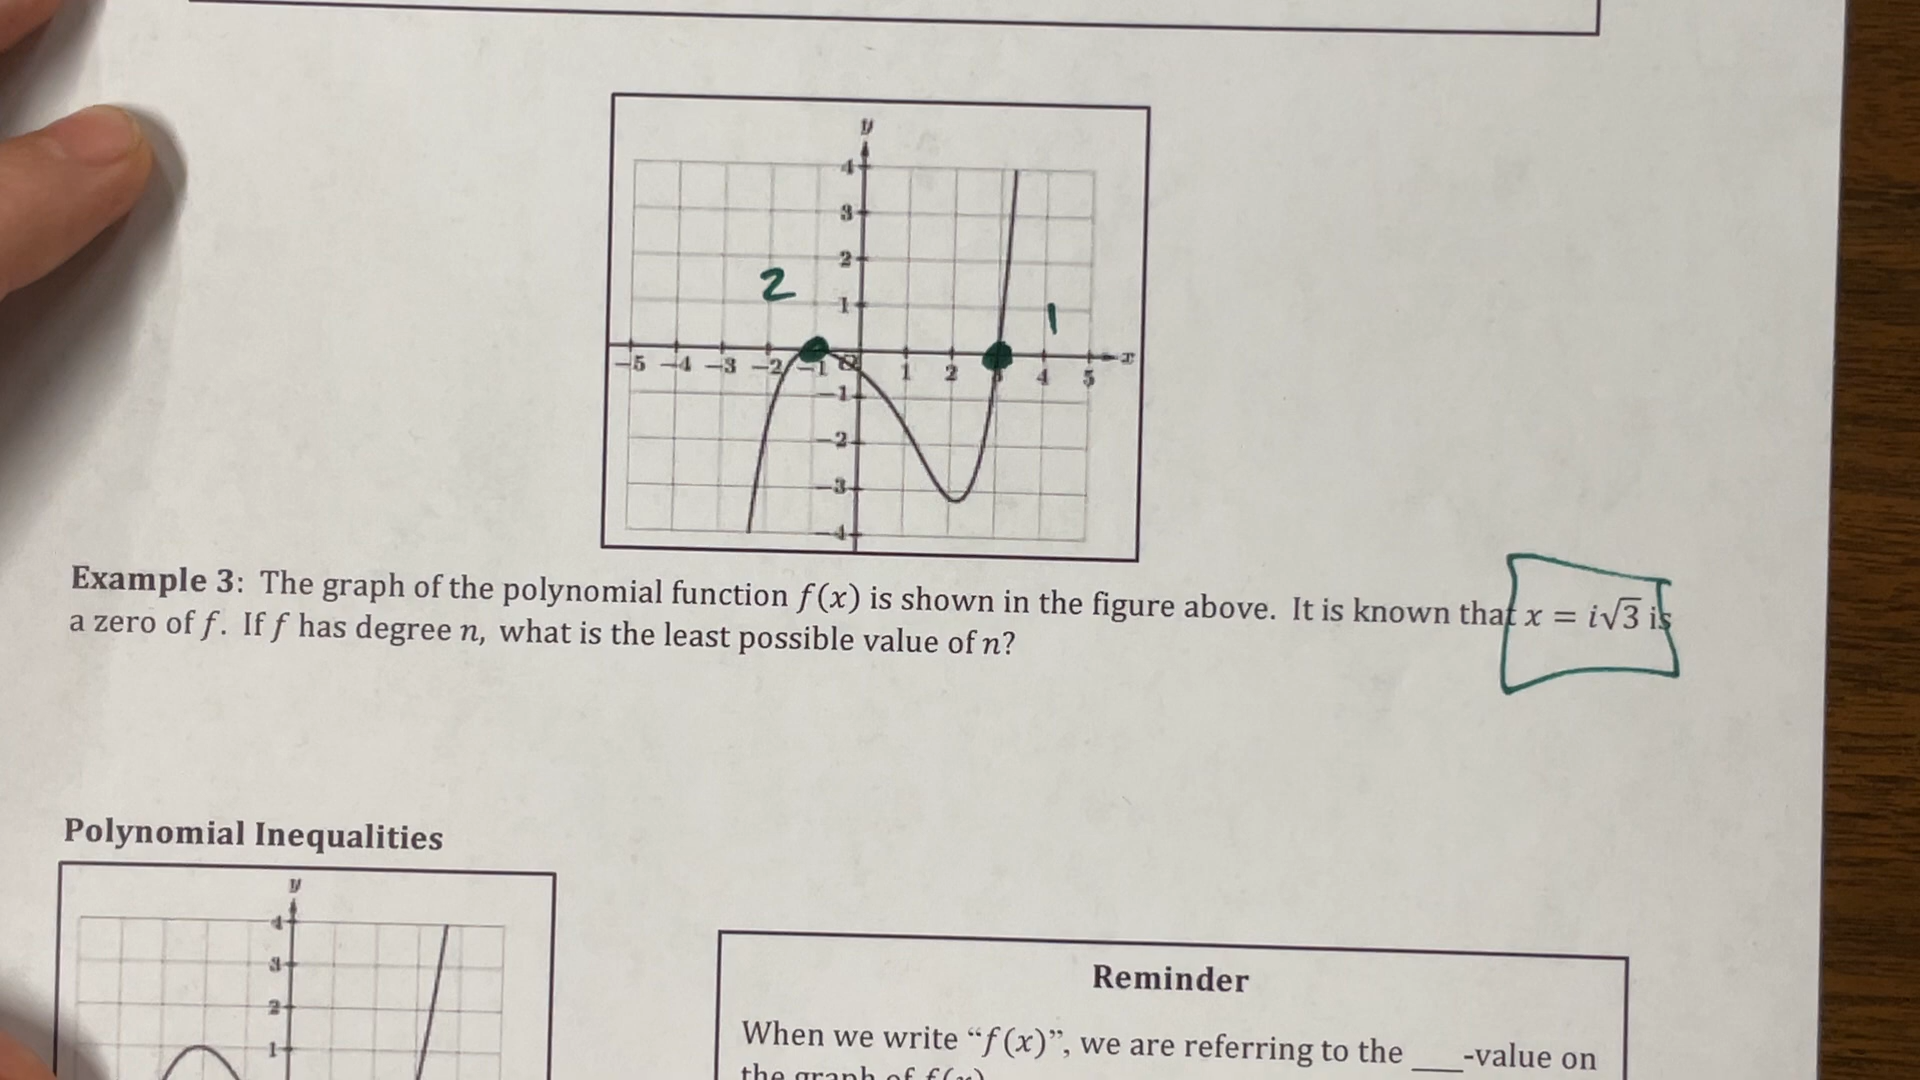 y
4
3
2
2
1
1
-5 -4 -3 -2 -1 O 1 2 4 5 x
-1
-2
-3
-4
Example 3: The graph of the polynomial function f(x) is shown in the figure above. It is known that x = i√3 is
a zero of f. If f has degree n, what is the least possible value of n?
Polynomial Inequalities
y
4
3
2
1
Reminder
When we write “f(x)”, we are referring to the ___-value on
the graph of f(x)